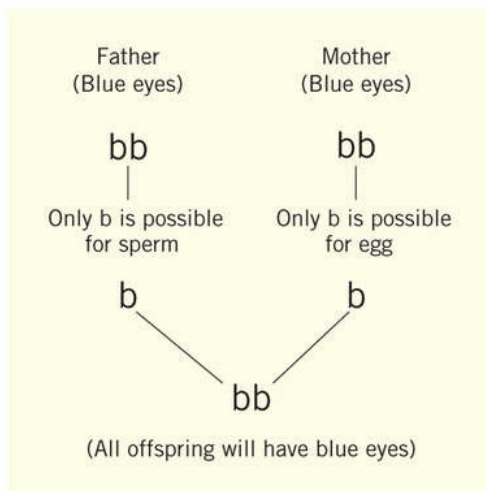 Father Mother
(Blue eyes) (Blue eyes)
bb bb
Only b is possible Only b is possible
for sperm for egg
b b
bb
(All offspring will have blue eyes)